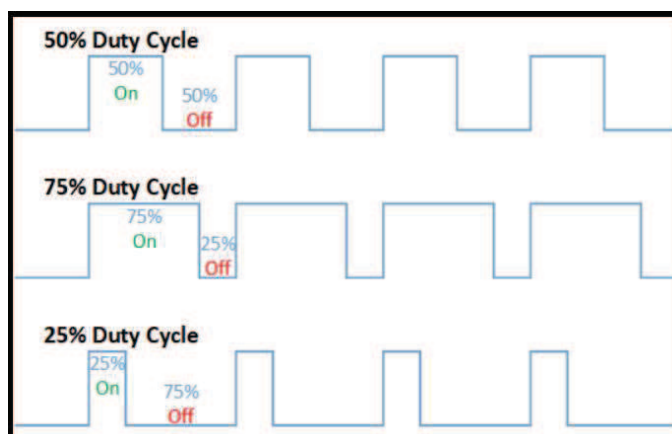 50% Duty Cycle
50%
On
50%
Off
75% Duty Cycle
75%
On
25%
Off
25% Duty Cycle
25%
On
75%
Off